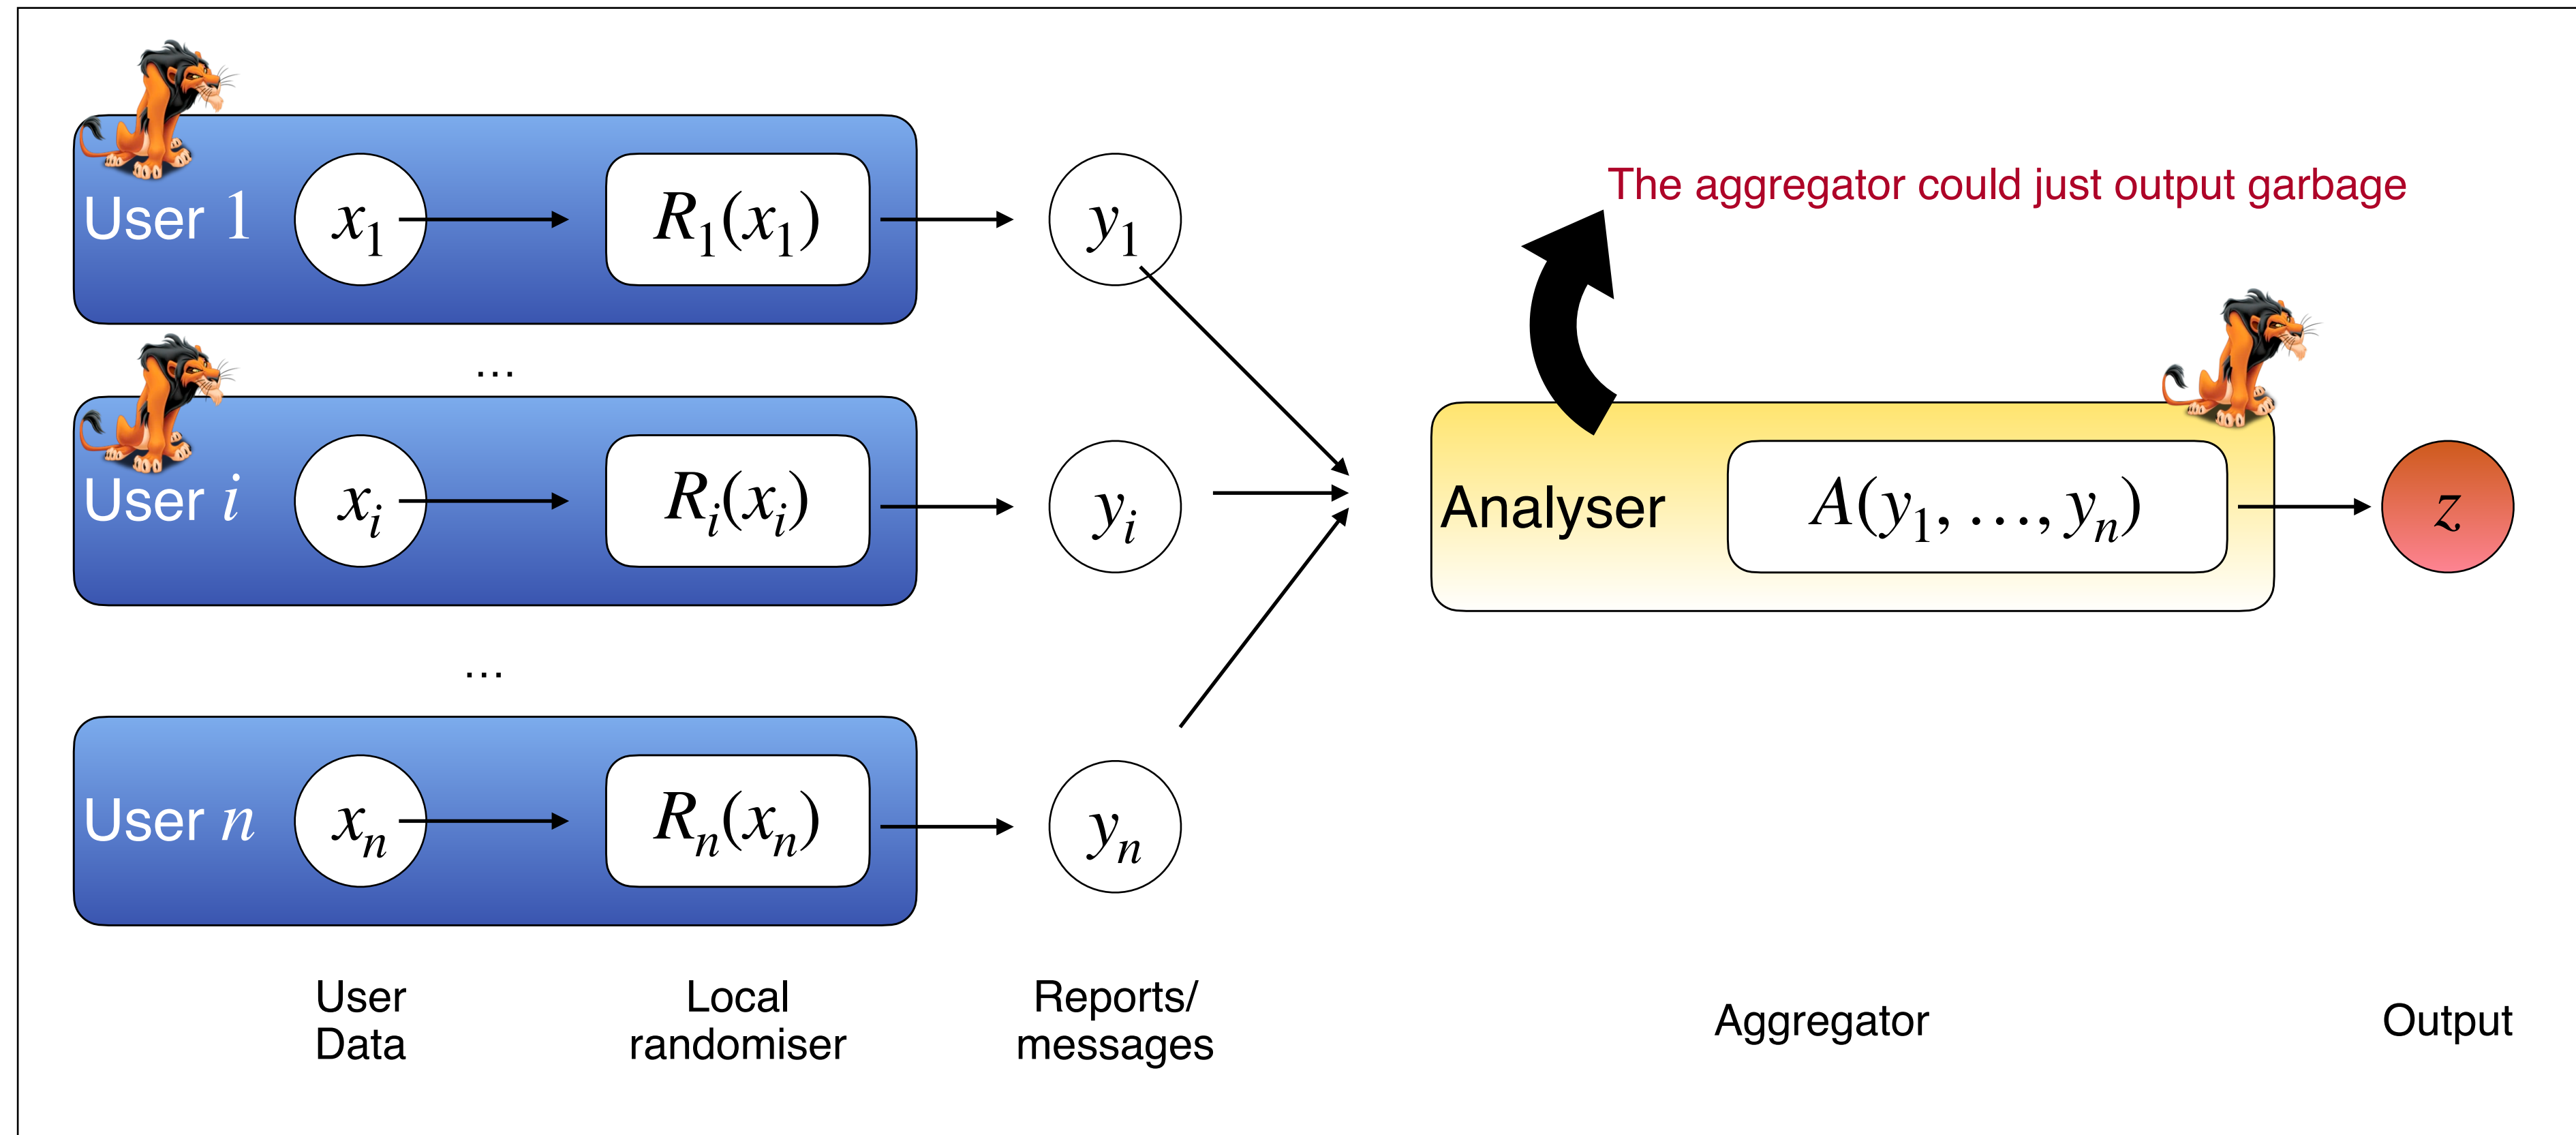 The aggregator could just output garbage
User 1
x₁
R₁(x₁)
y₁
...
User i
xᵢ
Rᵢ(xᵢ)
yᵢ
Analyser
A(y₁, …, yₙ)
z
...
User n
xₙ
Rₙ(xₙ)
yₙ
User
Data
Local
randomiser
Reports/
messages
Aggregator
Output